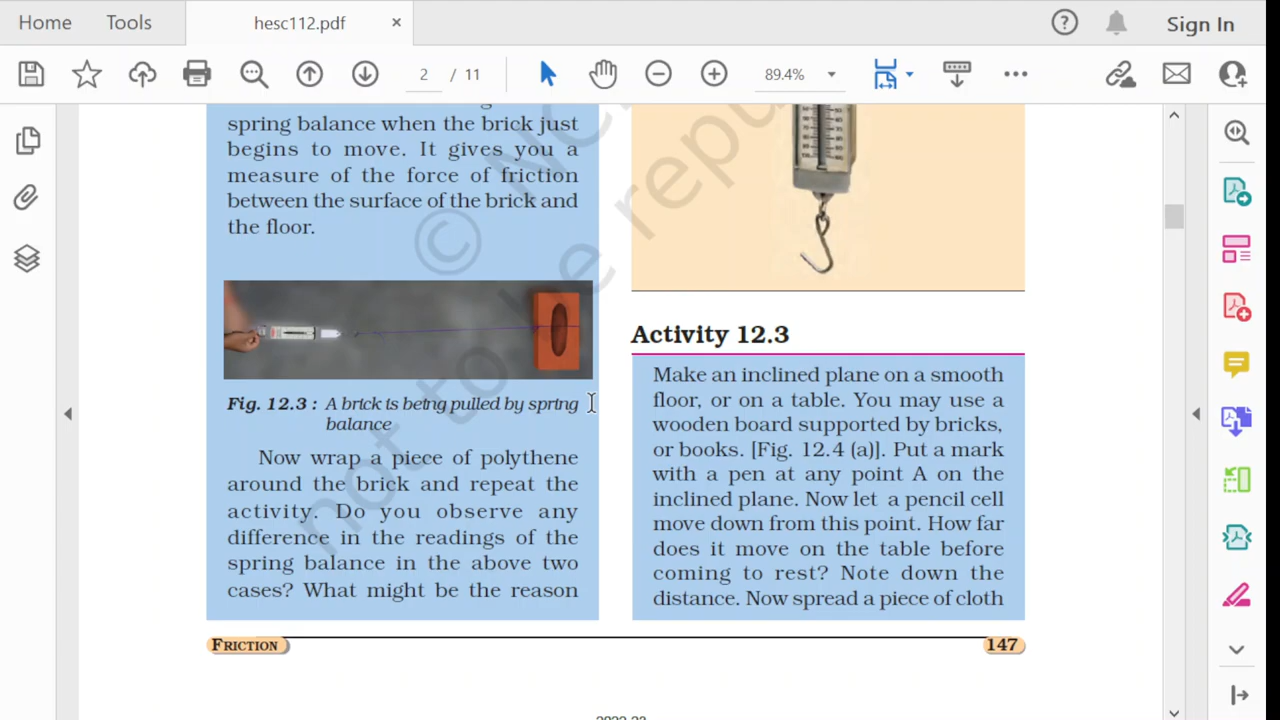 Home
Tools
hesc112.pdf
×
Sign In
2 / 11
89.4%
spring balance when the brick just
begins to move. It gives you a
measure of the force of friction
between the surface of the brick and
the floor.
Fig. 12.3 : A brick is being pulled by spring
balance
Now wrap a piece of polythene
around the brick and repeat the
activity. Do you observe any
difference in the readings of the
spring balance in the above two
cases? What might be the reason
Activity 12.3
Make an inclined plane on a smooth
floor, or on a table. You may use a
wooden board supported by bricks,
or books. [Fig. 12.4 (a)]. Put a mark
with a pen at any point A on the
inclined plane. Now let a pencil cell
move down from this point. How far
does it move on the table before
coming to rest? Note down the
distance. Now spread a piece of cloth
FRICTION
147
2022-23
© NC
not to be repu